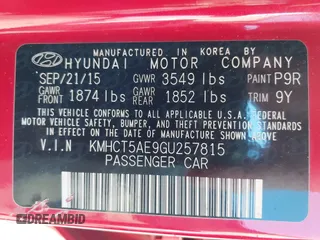 MANUFACTURED IN KOREA BY
HYUNDAI MOTOR COMPANY
SEP/21/15 GVWR 3549 lbs PAINT P9R
GAWR FRONT 1874 lbs GAWR REAR 1852 lbs TRIM 9Y
THIS VEHICLE CONFORMS TO ALL APPLICABLE U.S.A. FEDERAL
MOTOR VEHICLE SAFETY, BUMPER, AND THEFT PREVENTION
STANDARDS IN EFFECT ON THE DATE OF
MANUFACTURE SHOWN ABOVE.
V.I.N KMHCT5AE9GU257815
PASSENGER CAR
DREAMBID